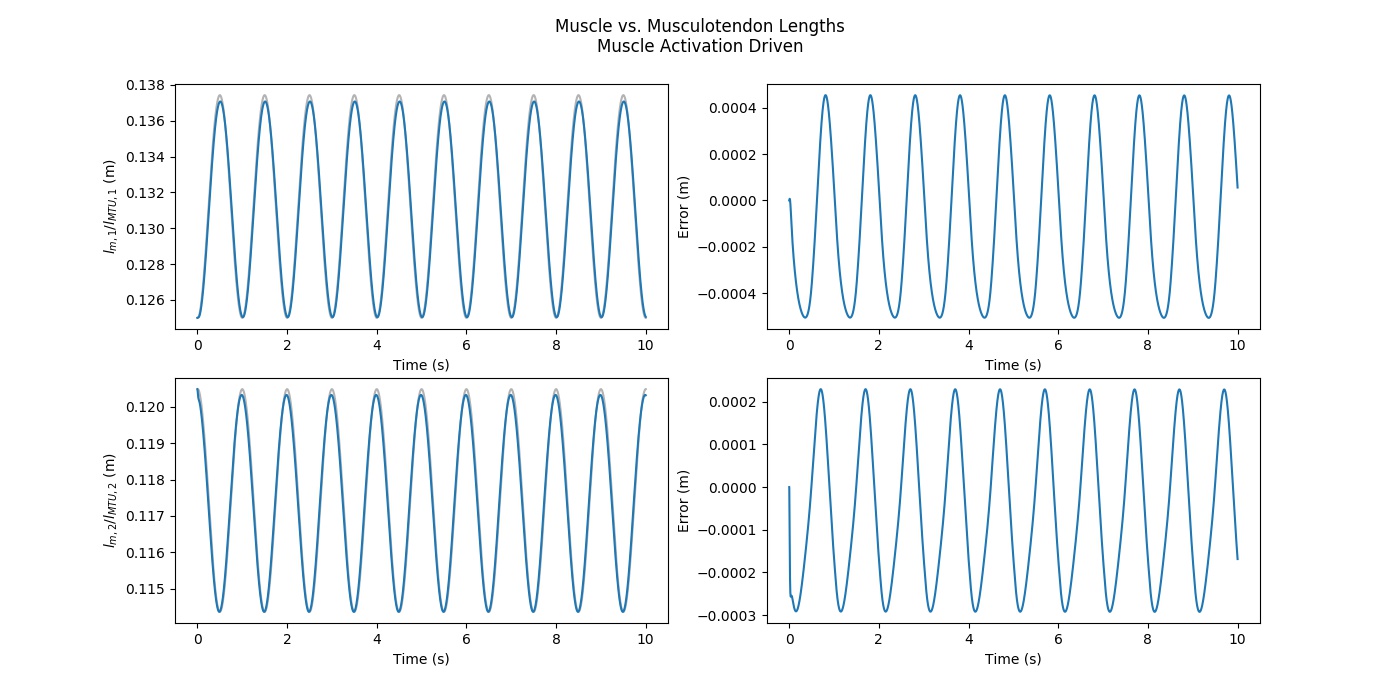 Muscle vs. Musculotendon Lengths
Muscle Activation Driven
0.138
0.136
0.134
0.132
0.130
0.128
0.126
l_{m,1}/l_{MTU,1} (m)
0 2 4 6 8 10
Time (s)
0.0004
0.0002
0.0000
−0.0002
−0.0004
Error (m)
0 2 4 6 8 10
Time (s)
0.120
0.119
0.118
0.117
0.116
0.115
l_{m,2}/l_{MTU,2} (m)
0 2 4 6 8 10
Time (s)
0.0002
0.0001
0.0000
−0.0001
−0.0002
−0.0003
Error (m)
0 2 4 6 8 10
Time (s)